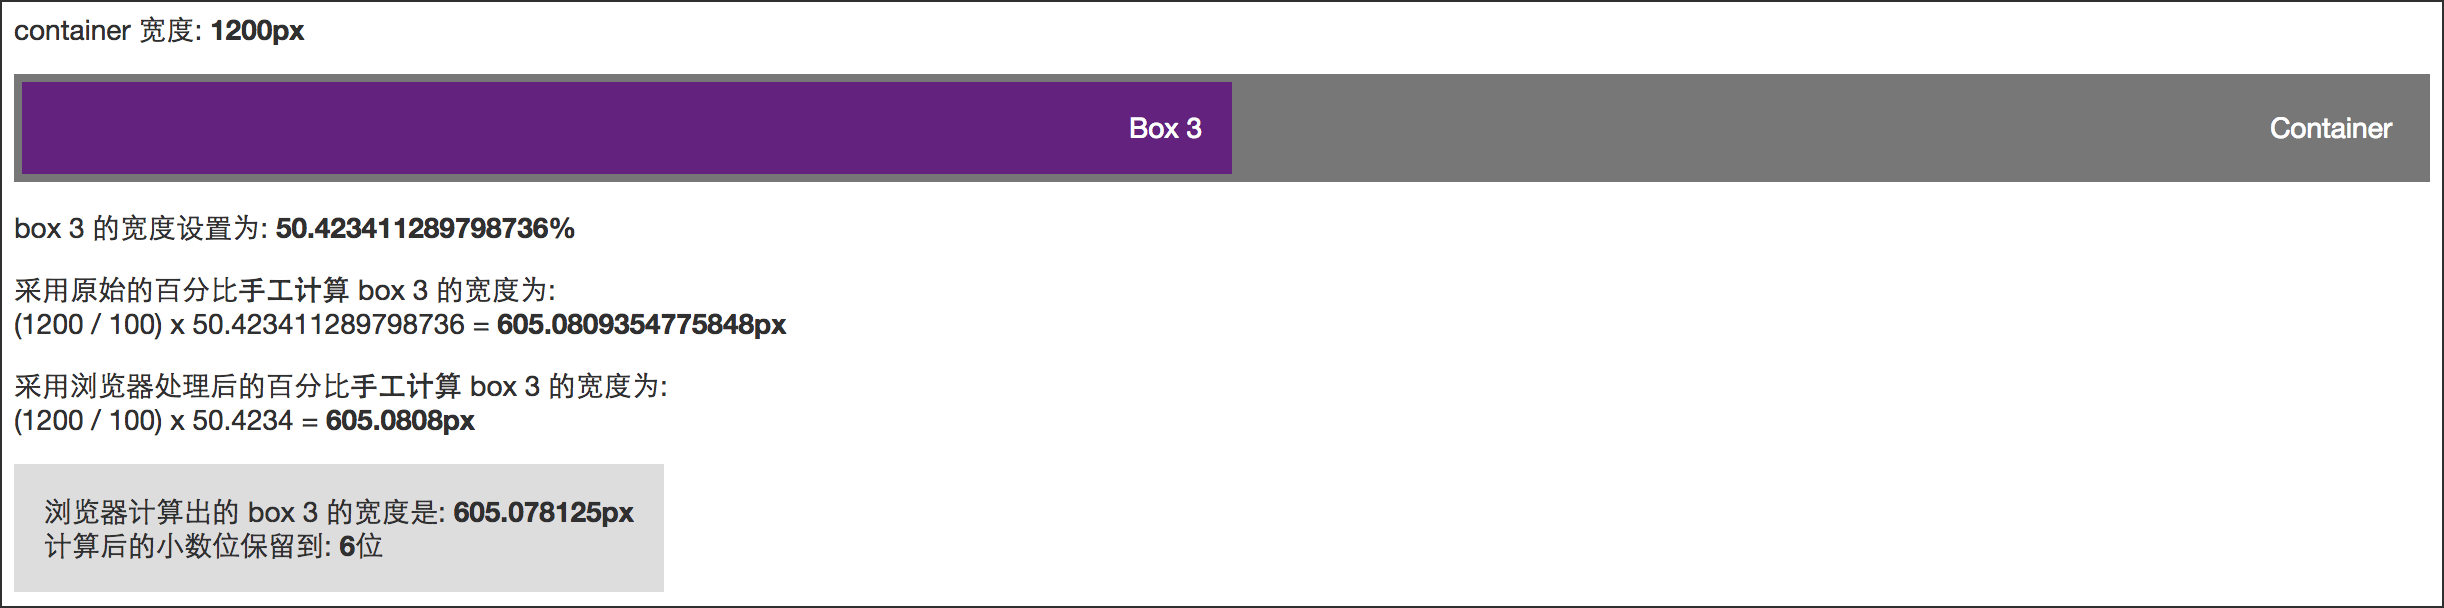 container 宽度: 1200px
Box 3
Container
box 3 的宽度设置为: 50.423411289798736%
采用原始的百分比手工计算 box 3 的宽度为:
(1200 / 100) x 50.423411289798736 = 605.0809354775848px
采用浏览器处理后的百分比手工计算 box 3 的宽度为:
(1200 / 100) x 50.4234 = 605.0808px
浏览器计算出的 box 3 的宽度是: 605.078125px
计算后的小数位保留到: 6位